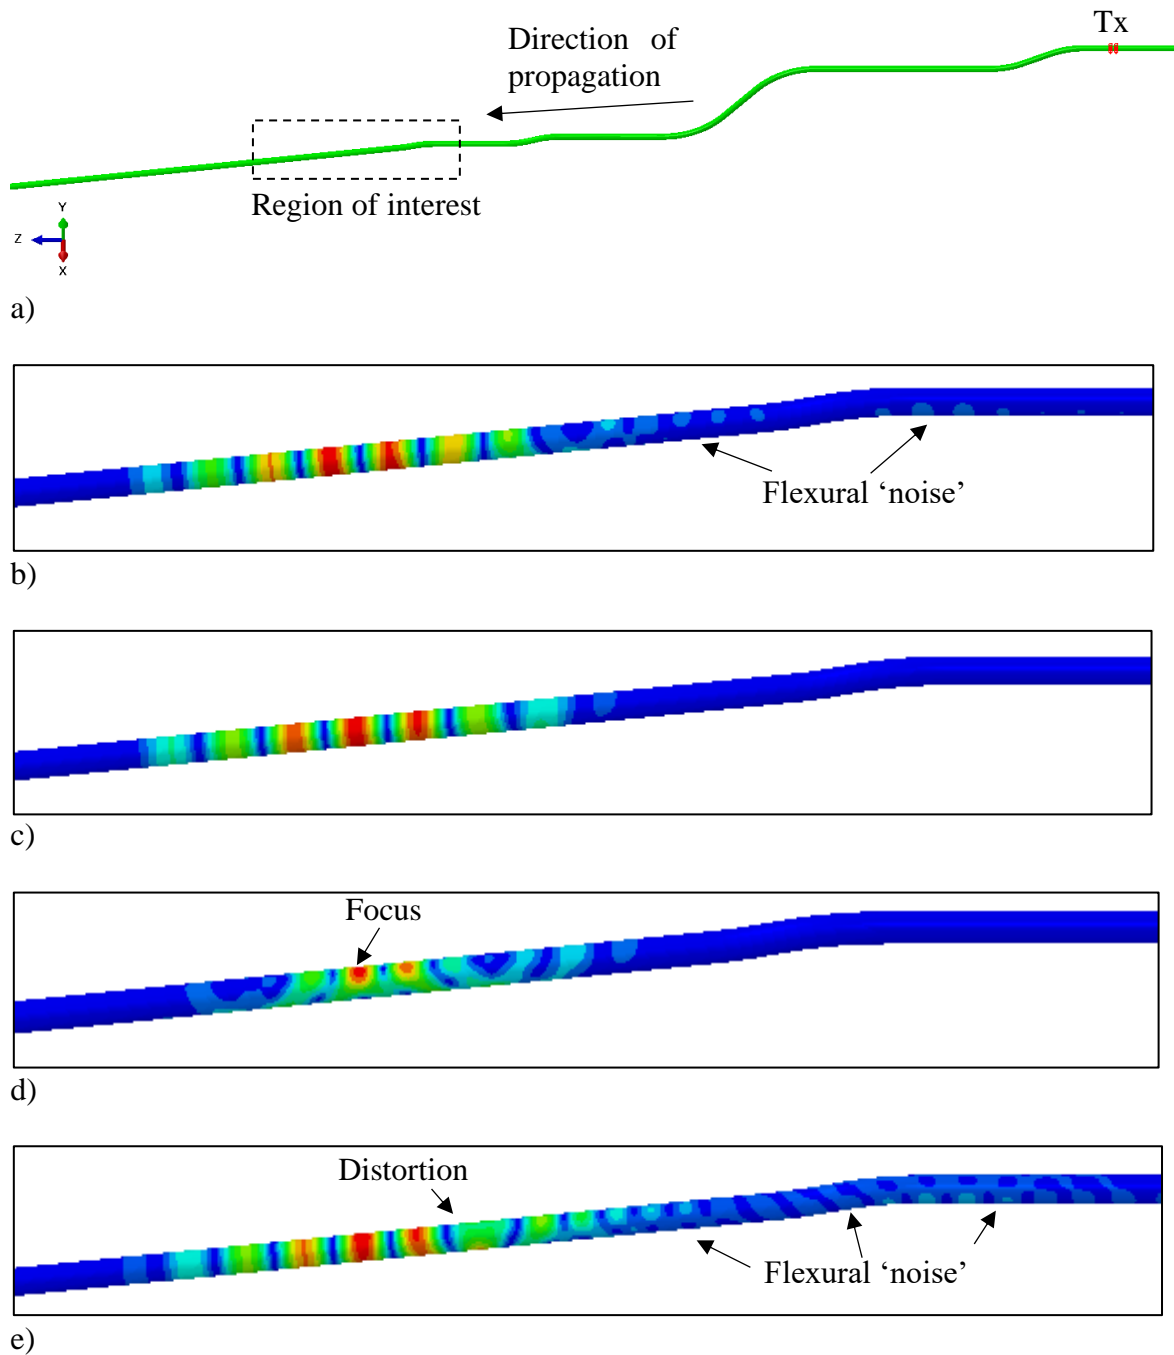 Tx
Direction of
propagation
Region of interest
Y
Z
X
a)
Flexural ‘noise’
b)
c)
Focus
d)
Distortion
Flexural ‘noise’
e)